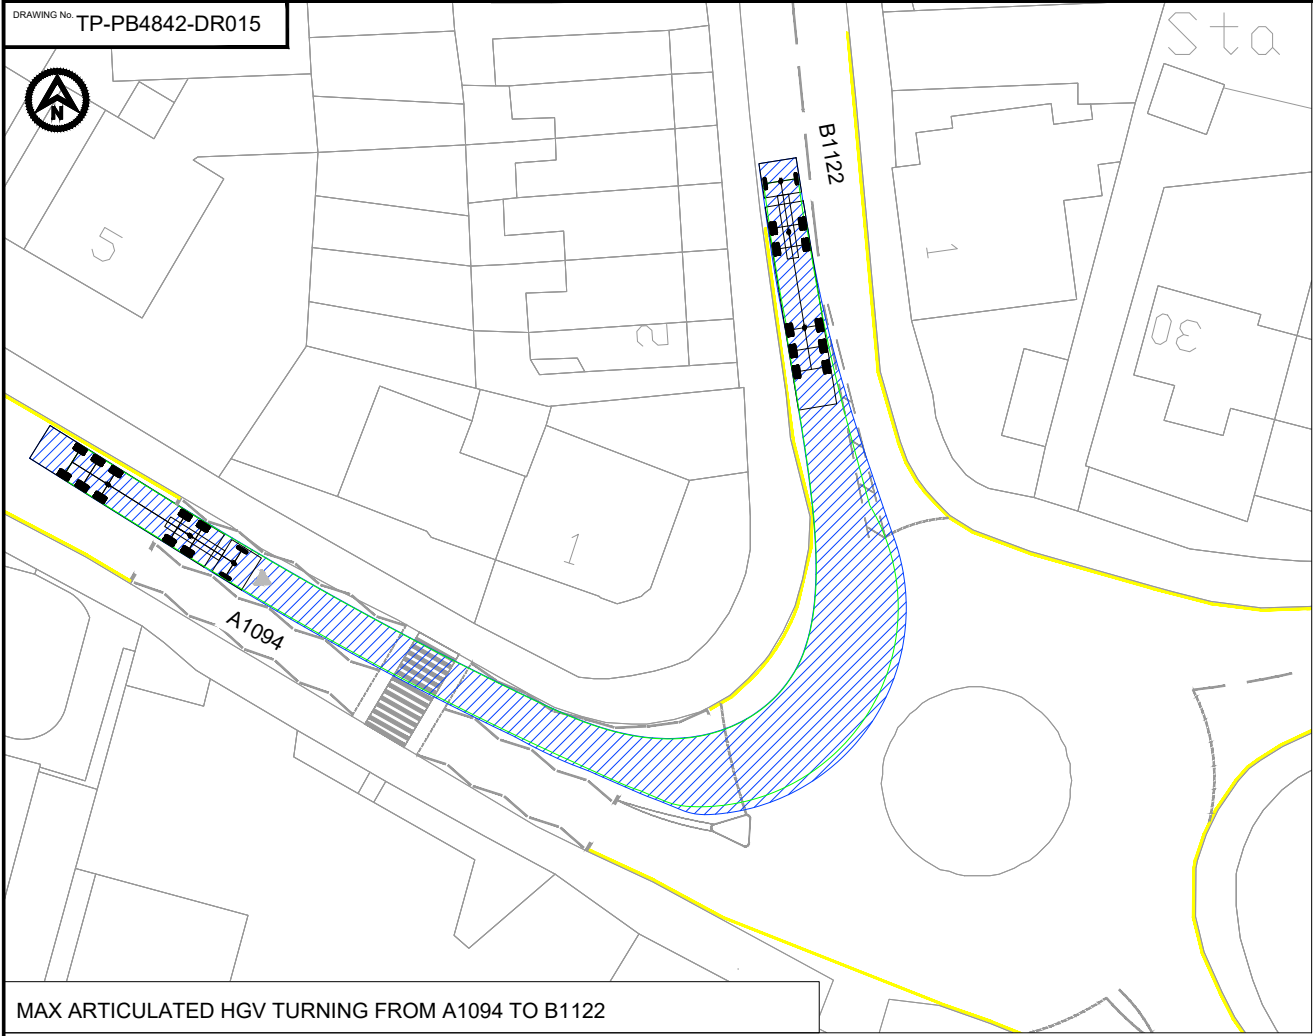 DRAWING No. TP-PB4842-DR015
Sta
N
B1122
5
1
30
2
1
A1094
MAX ARTICULATED HGV TURNING FROM A1094 TO B1122